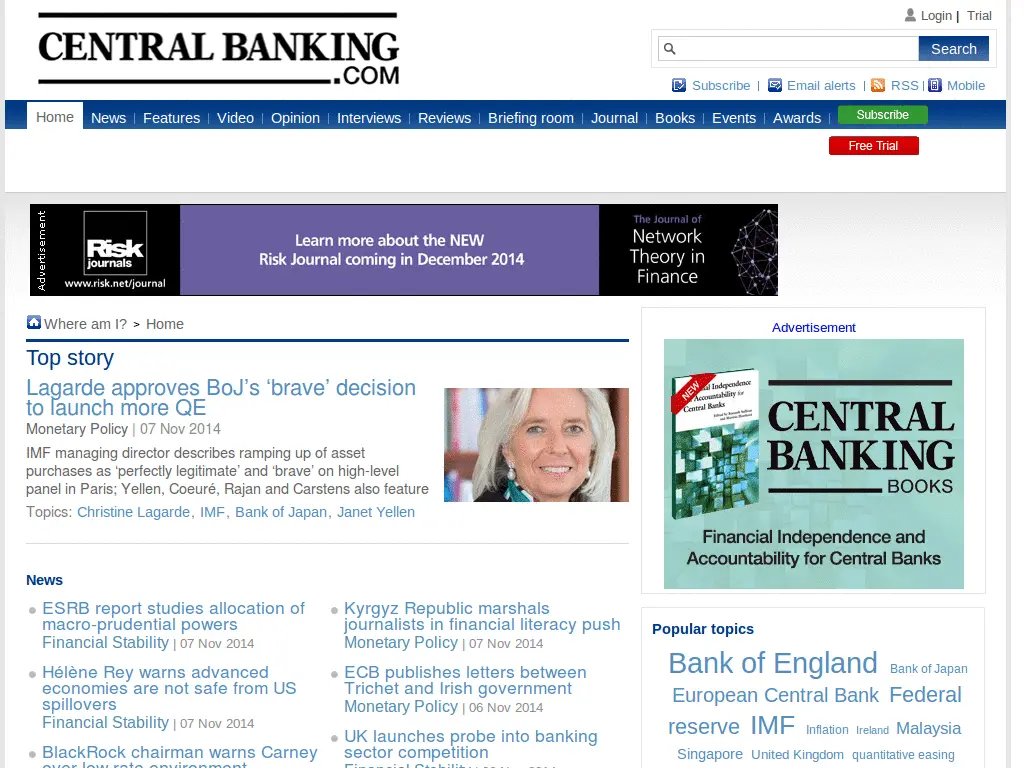 Login | Trial
CENTRAL BANKING
.COM
Search
Subscribe | Email alerts | RSS | Mobile
Home News | Features | Video | Opinion | Interviews | Reviews | Briefing room | Journal | Books | Events | Awards | Subscribe
Free Trial
Advertisement
Risk
journals
www.risk.net/journal
Learn more about the NEW
Risk Journal coming in December 2014
The Journal of
Network
Theory in
Finance
Where am I? > Home
Top story
Lagarde approves BoJ’s ‘brave’ decision
to launch more QE
Monetary Policy | 07 Nov 2014
IMF managing director describes ramping up of asset
purchases as ‘perfectly legitimate’ and ‘brave’ on high-level
panel in Paris; Yellen, Coeuré, Rajan and Carstens also feature
Topics: Christine Lagarde, IMF, Bank of Japan, Janet Yellen
News
ESRB report studies allocation of
macro-prudential powers
Financial Stability | 07 Nov 2014
Hélène Rey warns advanced
economies are not safe from US
spillovers
Financial Stability | 07 Nov 2014
BlackRock chairman warns Carney
over low rate environment
Kyrgyz Republic marshals
journalists in financial literacy push
Monetary Policy | 07 Nov 2014
ECB publishes letters between
Trichet and Irish government
Monetary Policy | 06 Nov 2014
UK launches probe into banking
sector competition
Advertisement
NEW
Financial Independence
Accountability for
Central Banks
CENTRAL
BANKING
BOOKS
Financial Independence and
Accountability for Central Banks
Popular topics
Bank of England Bank of Japan
European Central Bank Federal
reserve IMF Inflation Ireland Malaysia
Singapore United Kingdom quantitative easing